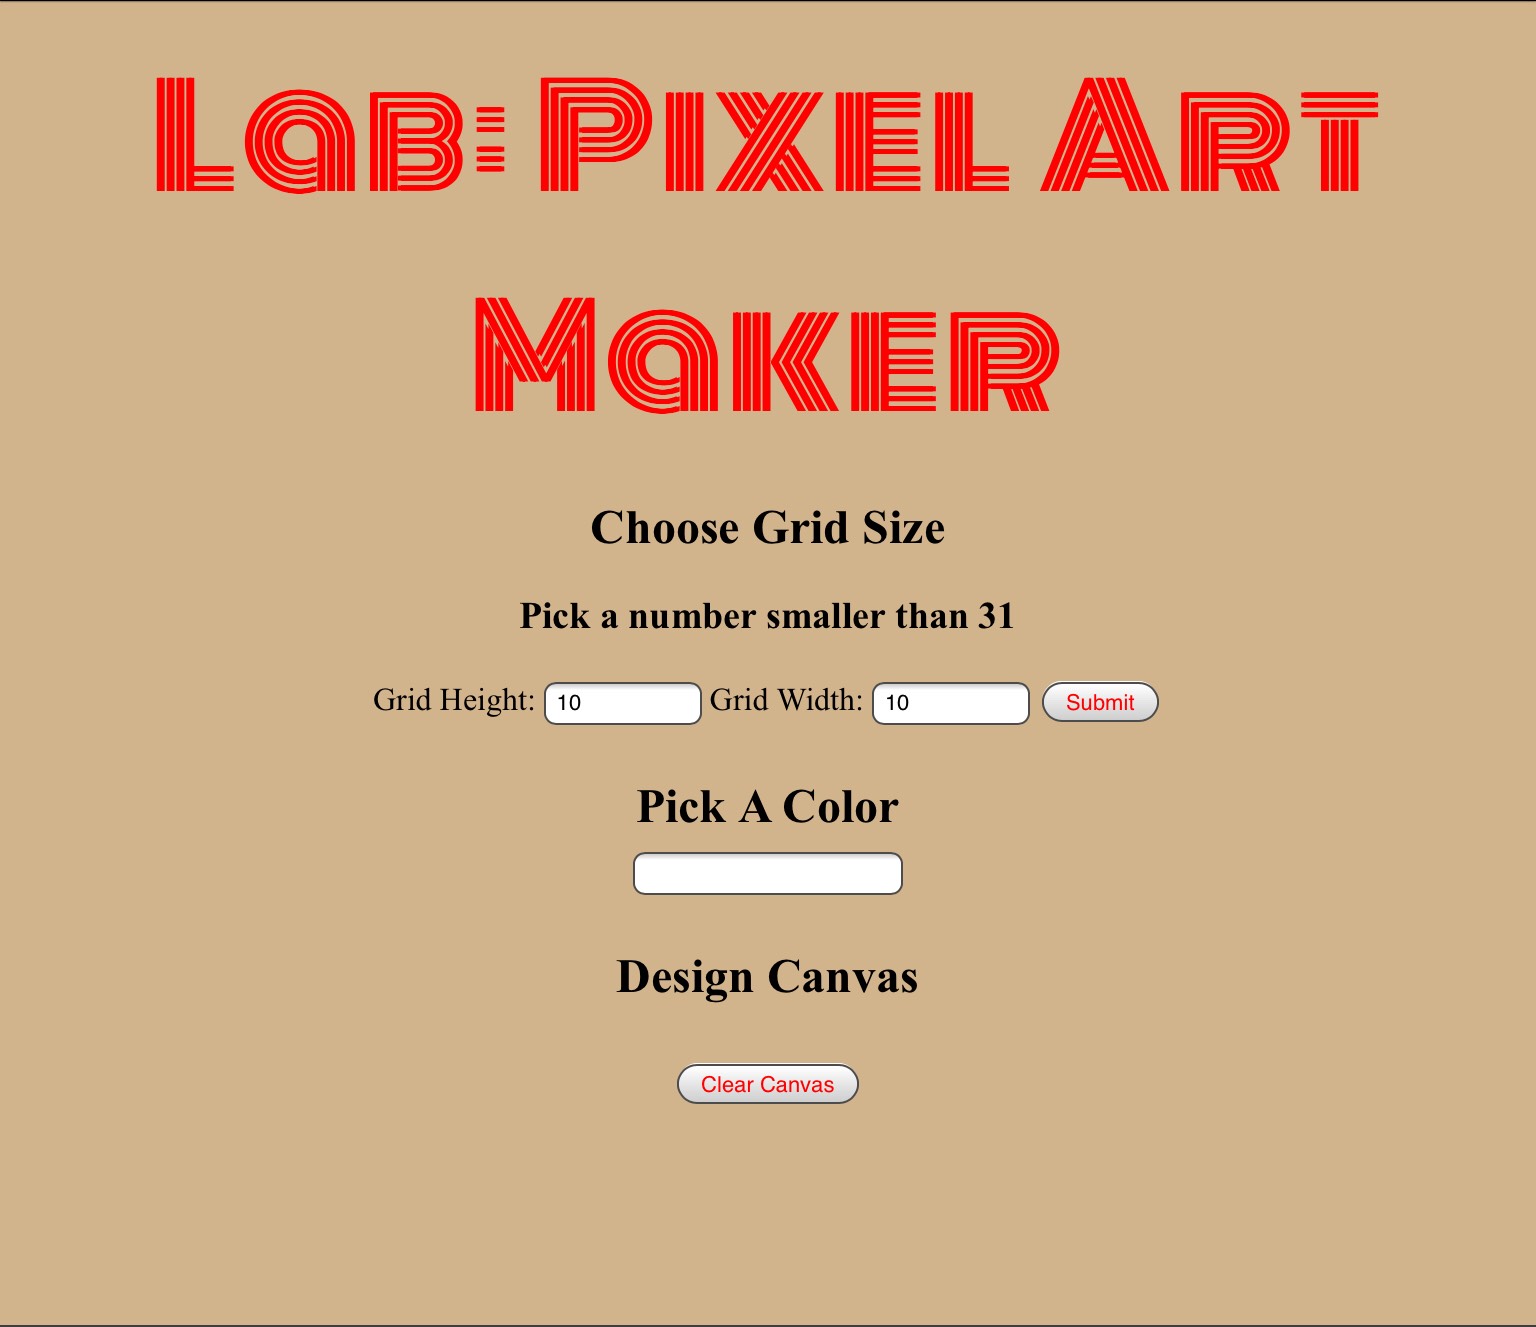 Lab: Pixel Art
Maker
Choose Grid Size
Pick a number smaller than 31
Grid Height: 10 Grid Width: 10 Submit
Pick A Color
Design Canvas
Clear Canvas